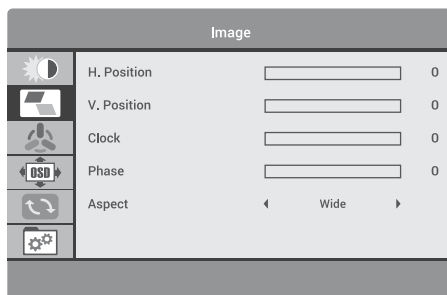 Image
H. Position 0
V. Position 0
Clock 0
Phase 0
OSD
Aspect Wide